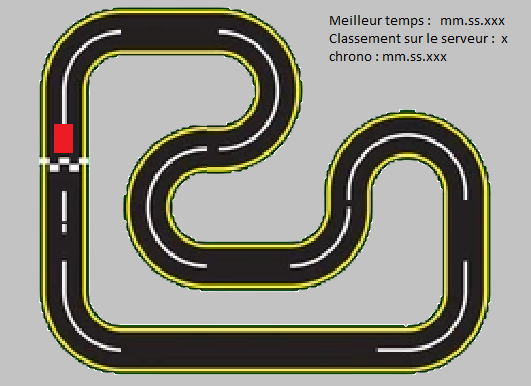 Meilleur temps : mm.ss.xxx
Classement sur le serveur : x
chrono : mm.ss.xxx